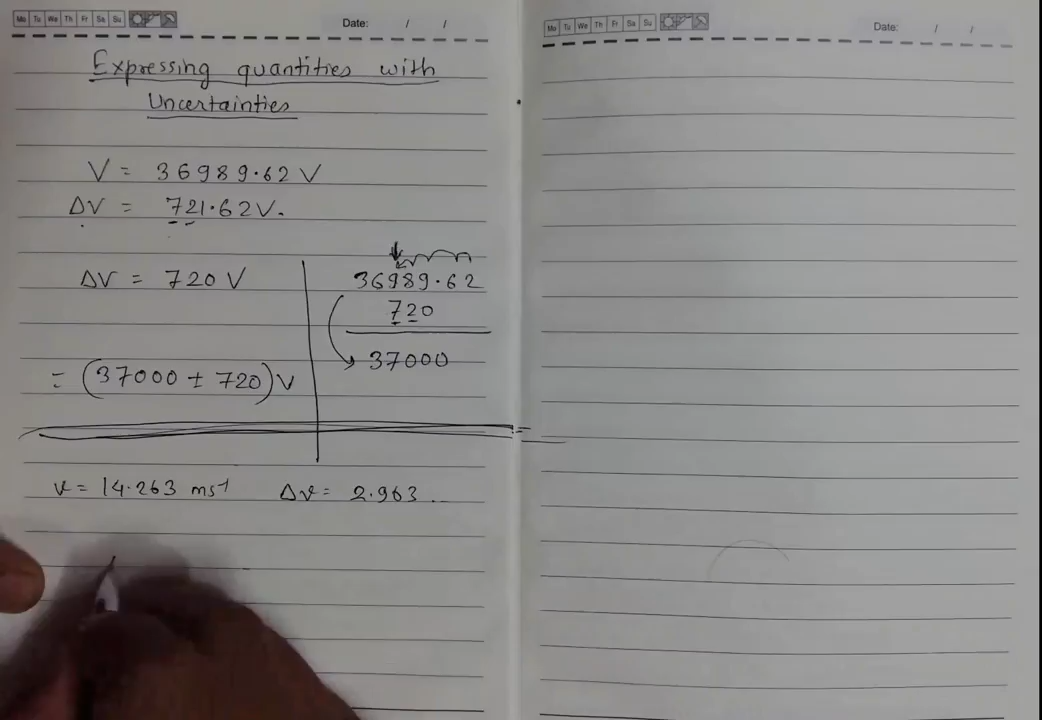 Mo Tu We Th Fr Sa Su
Date: / /
Expressing quantities with
Uncertainties
V = 36989.62 V
ΔV = 721.62V.
ΔV = 720 V
= (37000 ± 720) V
36989.62
720
37000
v = 14.263 ms⁻¹ Δv = 2.963 ...
Mo Tu We Th Fr Sa Su
Date: / /